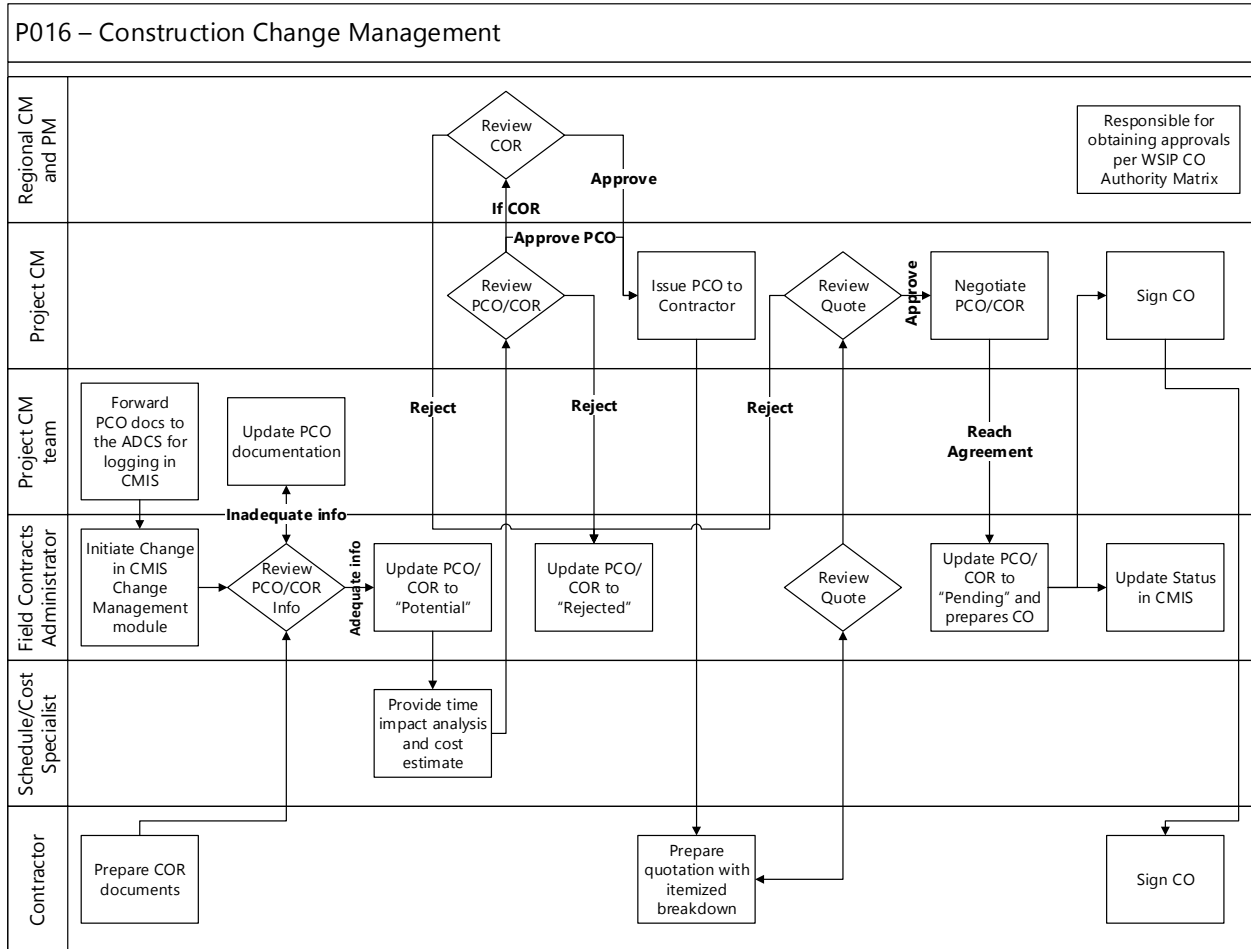 P016 – Construction Change Management
Regional CM
and PM
Review
COR
Approve
If COR
Responsible for
obtaining approvals
per WSIP CO
Authority Matrix
Project CM
Approve PCO
Review
PCO/COR
Issue PCO to
Contractor
Review
Quote
Approve
Negotiate
PCO/COR
Sign CO
Project CM
team
Forward
PCO docs to
the ADCS for
logging in
CMIS
Update PCO
documentation
Inadequate info
Reject
Reject
Reject
Reach
Agreement
Field Contracts
Administrator
Initiate Change
in CMIS
Change
Management
module
Review
PCO/COR
Info
Adequate info
Update PCO/
COR to
“Potential”
Update PCO/
COR to
“Rejected”
Review
Quote
Update PCO/
COR to
“Pending” and
prepares CO
Update Status
in CMIS
Schedule/Cost
Specialist
Provide time
impact analysis
and cost
estimate
Contractor
Prepare COR
documents
Prepare
quotation with
itemized
breakdown
Sign CO